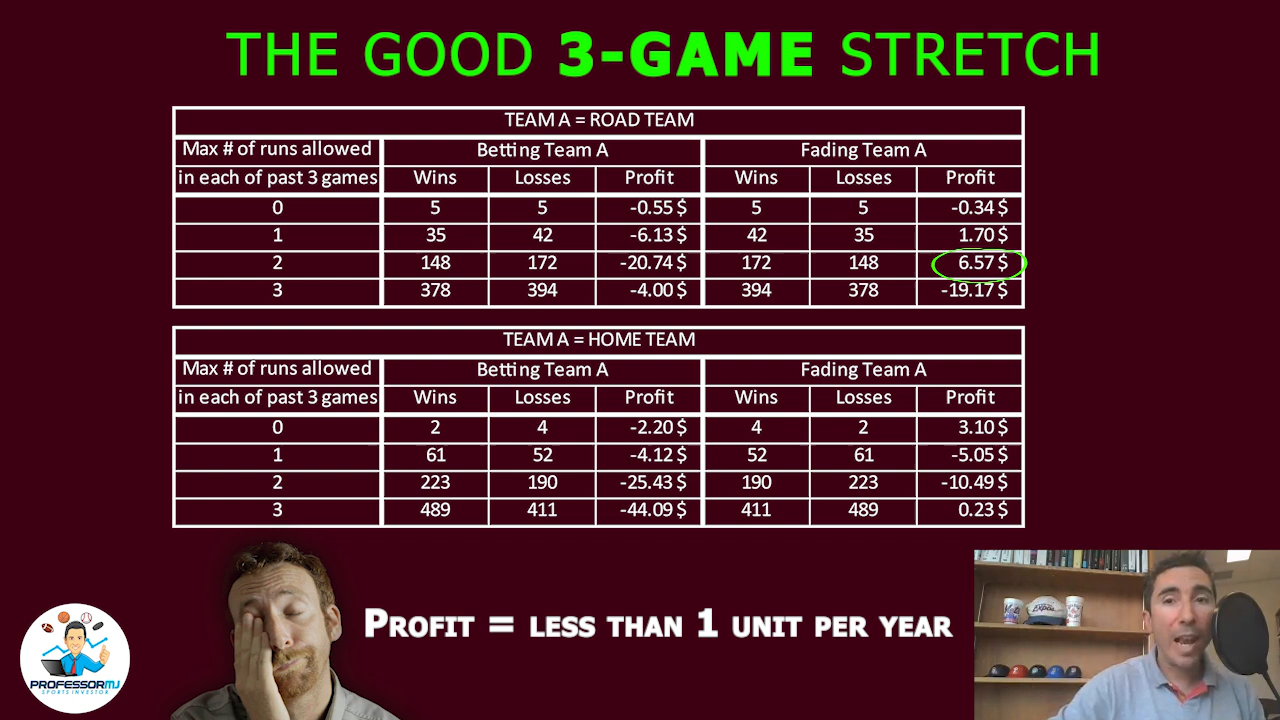 THE GOOD 3-GAME STRETCH
TEAM A = ROAD TEAM
Max # of runs allowed Betting Team A Fading Team A
in each of past 3 games Wins Losses Profit Wins Losses Profit
0 5 5 -0.55 $ 5 5 -0.34 $
1 35 42 -6.13 $ 42 35 1.70 $
2 148 172 -20.74 $ 172 148 6.57 $
3 378 394 -4.00 $ 394 378 -19.17 $
TEAM A = HOME TEAM
Max # of runs allowed Betting Team A Fading Team A
in each of past 3 games Wins Losses Profit Wins Losses Profit
0 2 4 -2.20 $ 4 2 3.10 $
1 61 52 -4.12 $ 52 61 -5.05 $
2 223 190 -25.43 $ 190 223 -10.49 $
3 489 411 -44.09 $ 411 489 0.23 $
PROFIT = LESS THAN 1 UNIT PER YEAR
PROFESSORMJ
SPORTS INVESTOR